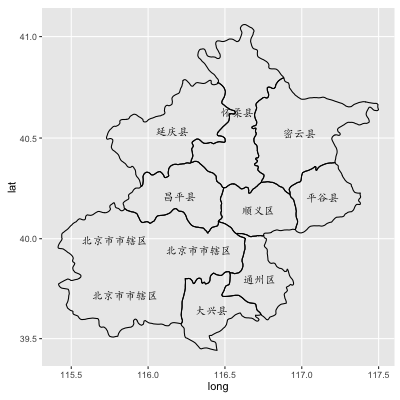 41.0
怀柔县
延庆县
密云县
40.5
昌平县
平谷县
顺义区
lat
40.0
北京市市辖区
北京市市辖区
通州区
北京市市辖区
大兴县
39.5
115.5
116.0
116.5
117.0
117.5
long